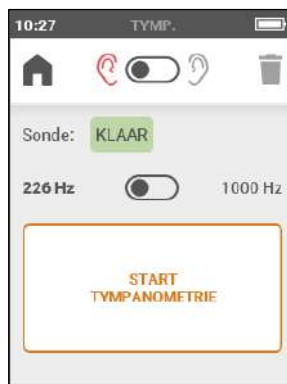 10:27 TYMP.
Sonde: KLAAR
226 Hz 1000 Hz
START
TYMPANOMETRIE